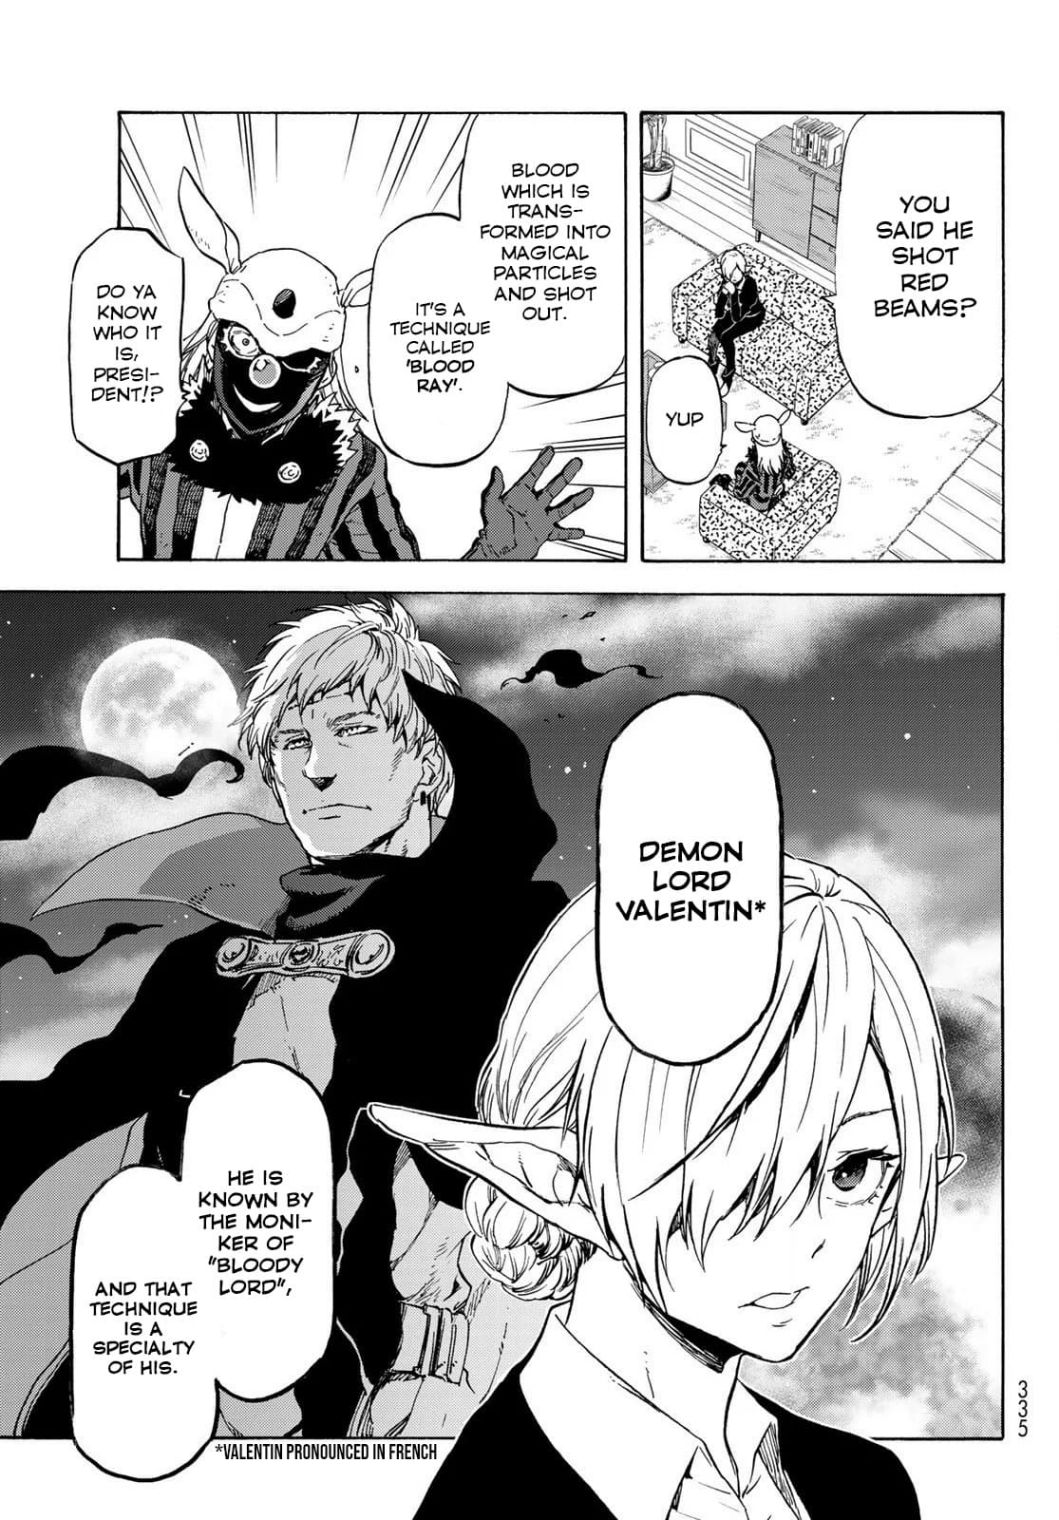 YOU
SAID HE
SHOT
RED
BEAMS?
YUP
BLOOD
WHICH IS
TRANS-
FORMED INTO
MAGICAL
PARTICLES
AND SHOT
OUT.
IT'S A
TECHNIQUE
CALLED
'BLOOD
RAY'.
DO YA
KNOW
WHO IT
IS,
PRESI-
DENT!?
DEMON
LORD
VALENTIN*
HE IS
KNOWN BY
THE MONI-
KER OF
"BLOODY
LORD",
AND THAT
TECHNIQUE
IS A
SPECIALTY
OF HIS.
*VALENTIN PRONOUNCED IN FRENCH
335